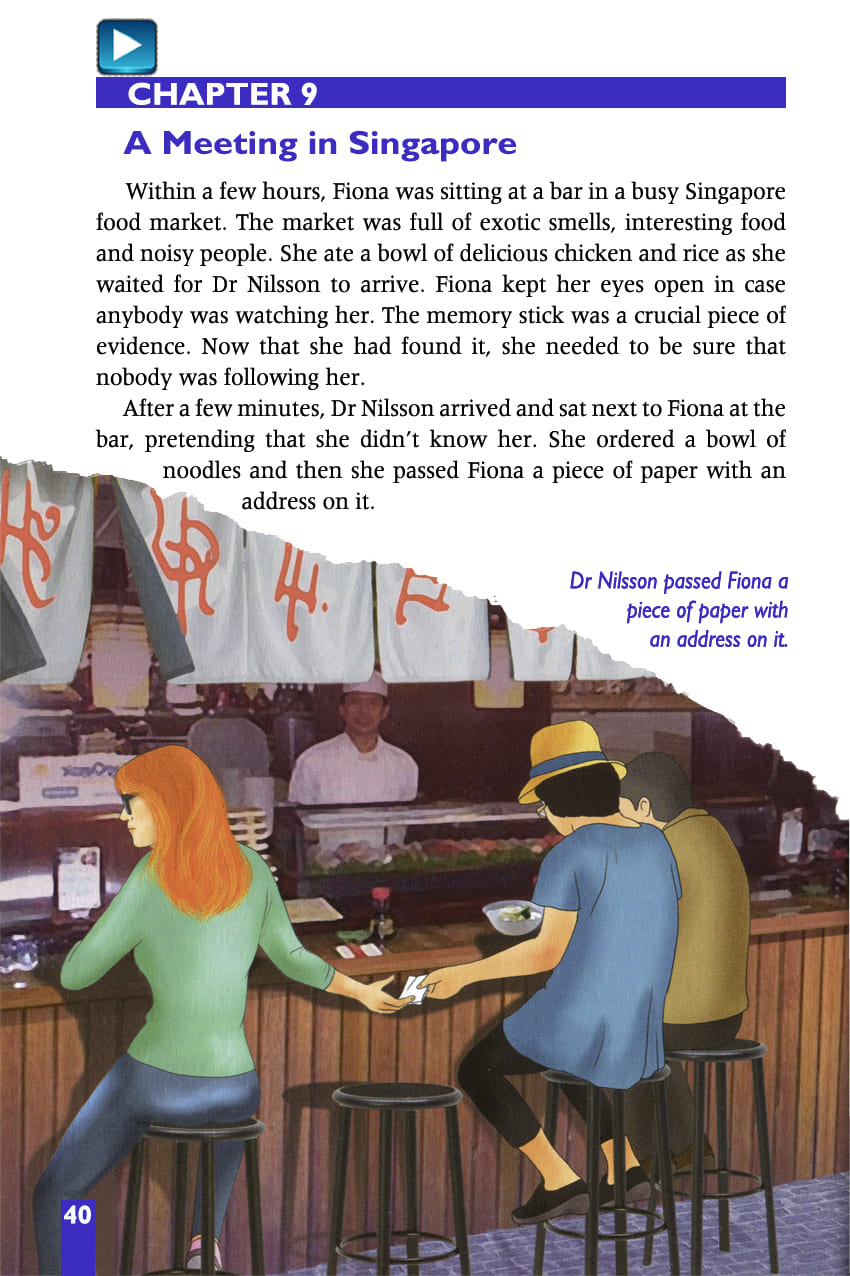 CHAPTER 9
A Meeting in Singapore
Within a few hours, Fiona was sitting at a bar in a busy Singapore
food market. The market was full of exotic smells, interesting food
and noisy people. She ate a bowl of delicious chicken and rice as she
waited for Dr Nilsson to arrive. Fiona kept her eyes open in case
anybody was watching her. The memory stick was a crucial piece of
evidence. Now that she had found it, she needed to be sure that
nobody was following her.
After a few minutes, Dr Nilsson arrived and sat next to Fiona at the
bar, pretending that she didn’t know her. She ordered a bowl of
noodles and then she passed Fiona a piece of paper with an
address on it.
Dr Nilsson passed Fiona a
piece of paper with
an address on it.
40